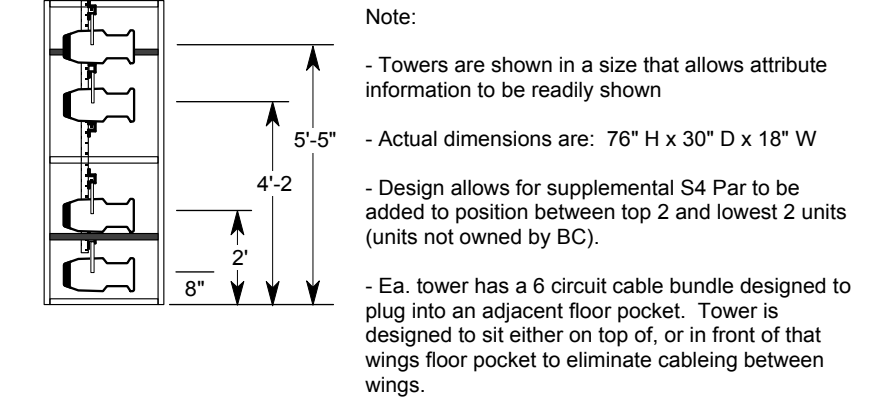 Note:
- Towers are shown in a size that allows attribute
information to be readily shown
- Actual dimensions are:  76" H x 30" D x 18" W
- Design allows for supplemental S4 Par to be
added to position between top 2 and lowest 2 units
(units not owned by BC).
- Ea. tower has a 6 circuit cable bundle designed to
plug into an adjacent floor pocket.  Tower is
designed to sit either on top of, or in front of that
wings floor pocket to eliminate cableing between
wings.
5'-5"
4'-2
2'
8"